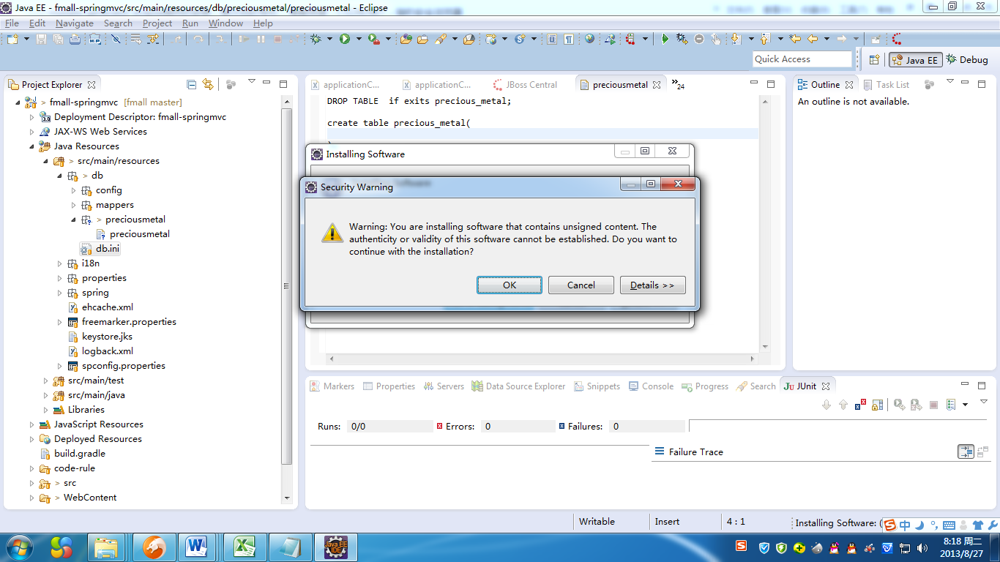 Java EE - fmall-springmvc/src/main/resources/db/preciousmetal/preciousmetal - Eclipse
File Edit Navigate Search Project Run Window Help
Quick Access
Java EE
Debug
Project Explorer
fmall-springmvc [fmall master]
Deployment Descriptor: fmall-springmvc
JAX-WS Web Services
Java Resources
> src/main/resources
> db
config
mappers
> preciousmetal
preciousmetal
db.ini
i18n
properties
spring
ehcache.xml
freemarker.properties
keystore.jks
logback.xml
spconfig.properties
src/main/test
src/main/java
Libraries
JavaScript Resources
Deployed Resources
build.gradle
code-rule
> src
> WebContent
applicationC...
applicationC...
JBoss Central
preciousmetal
»24
DROP TABLE  if exits precious_metal;
create table precious_metal(
Outline
Task List
An outline is not available.
Installing Software
Security Warning
Warning: You are installing software that contains unsigned content. The
authenticity or validity of this software cannot be established. Do you want to
continue with the installation?
OK
Cancel
Details >>
Markers
Properties
Servers
Data Source Explorer
Snippets
Console
Progress
Search
JUnit
Runs: 0/0
Errors: 0
Failures: 0
Failure Trace
Writable
Insert
4 : 1
Installing Software: (
中
8:18 周二
2013/8/27